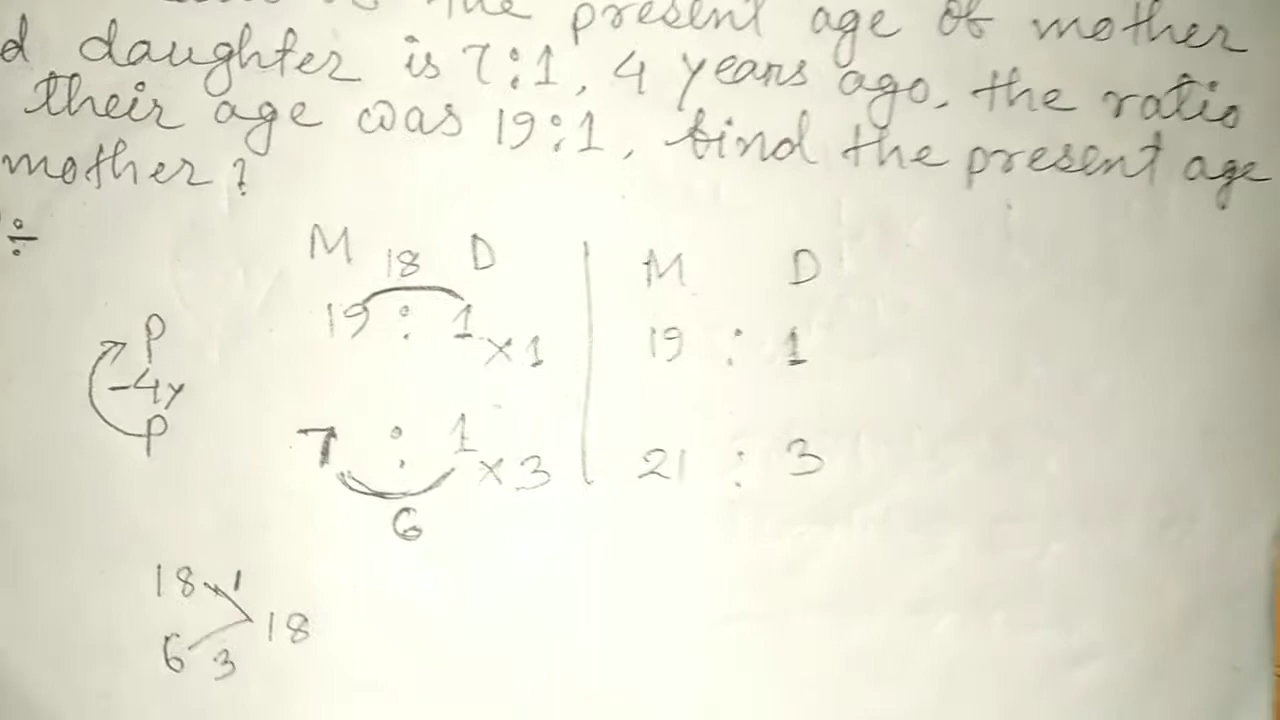 the present age of mother
d daughter is 7:1, 4 years ago, the ratio
their age was 19:1, find the present age
mother?
÷
M 18 D M D
19 : 1 ×1 19 : 1
P
-4y
P
7 : 1 ×3 21 : 3
6
18 1
18
6 3